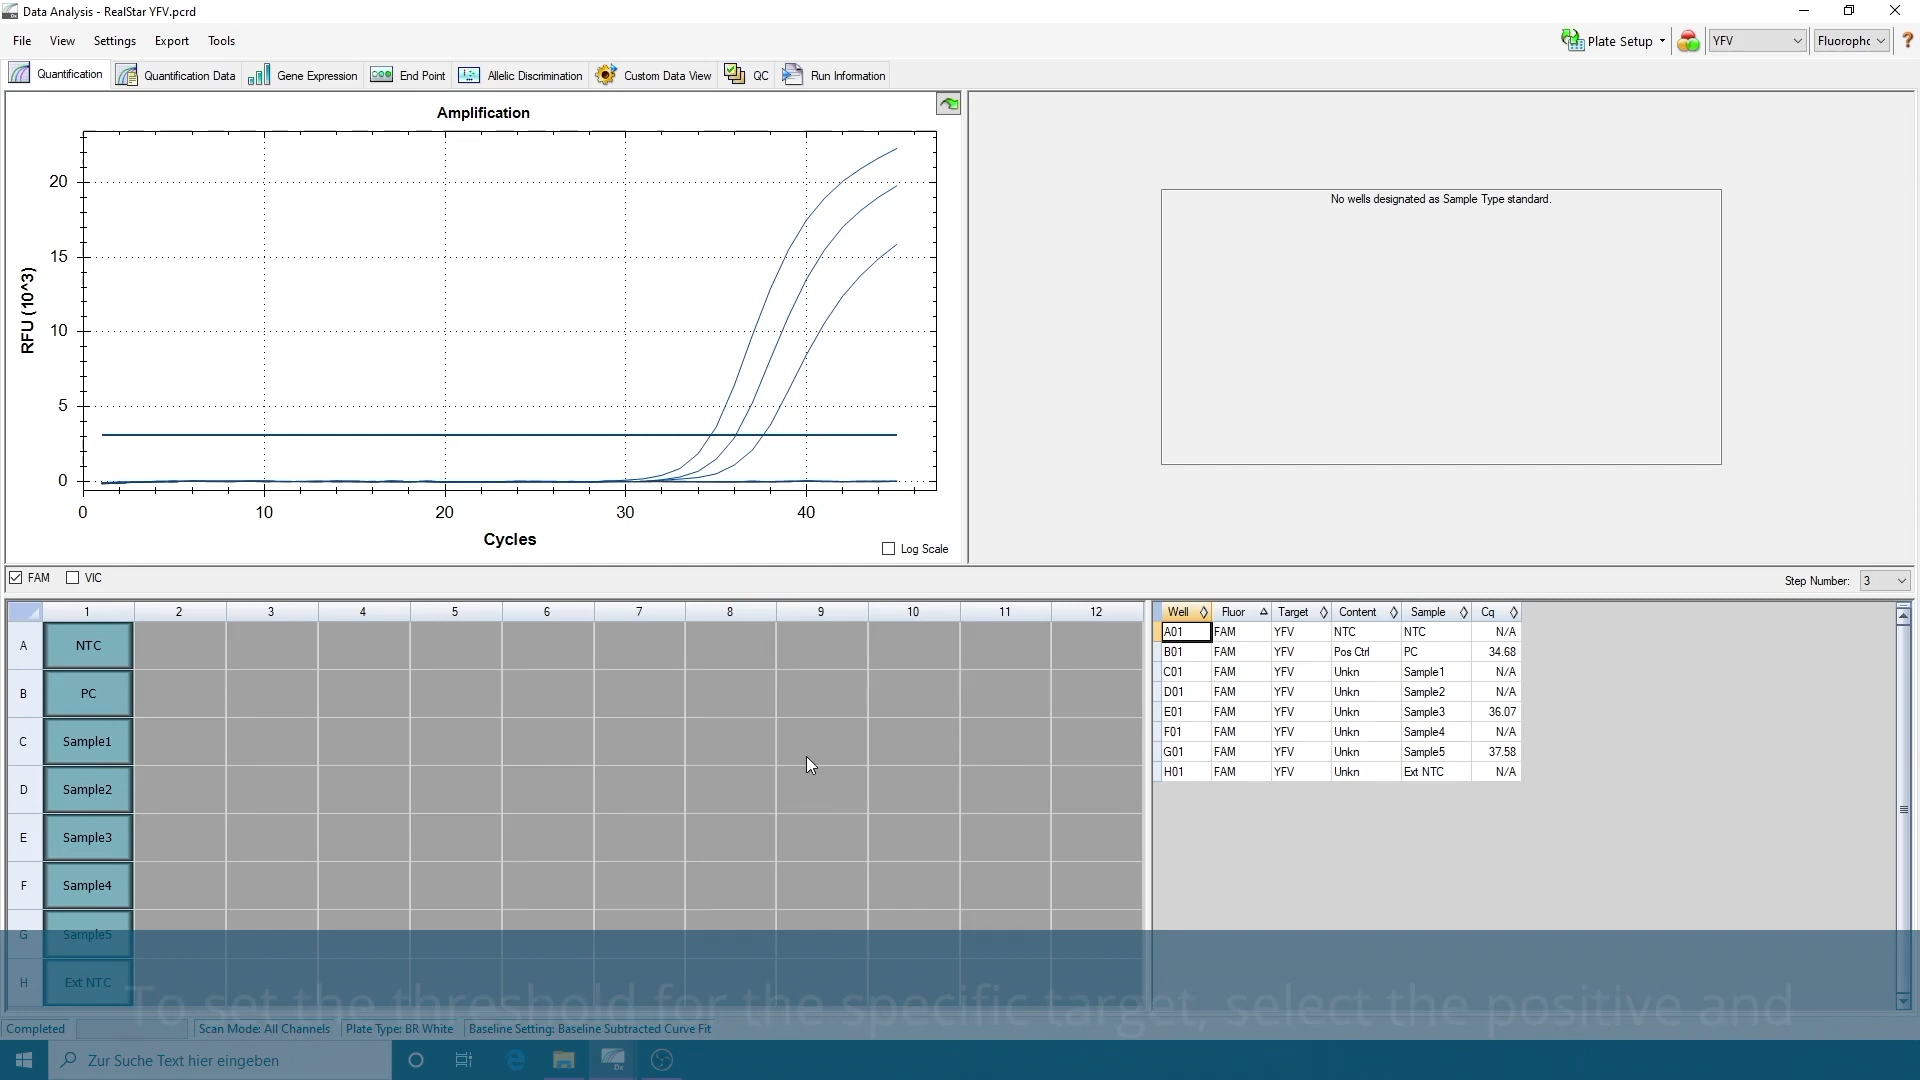 Data Analysis - RealStar YFV.pcrd
File View Settings Export Tools
Plate Setup YFV Fluoropho ?
Quantification Quantification Data Gene Expression End Point Allelic Discrimination Custom Data View QC Run Information
Amplification
RFU (10^3)
20
15
10
5
0
0 10 20 30 40
Cycles
Log Scale
No wells designated as Sample Type standard.
FAM VIC
Step Number: 3
1 2 3 4 5 6 7 8 9 10 11 12
A NTC
B PC
C Sample1
D Sample2
E Sample3
F Sample4
G Sample5
H Ext NTC
Well Fluor Target Content Sample Cq
A01 FAM YFV NTC NTC N/A
B01 FAM YFV Pos Ctrl PC 34.68
C01 FAM YFV Unkn Sample1 N/A
D01 FAM YFV Unkn Sample2 N/A
E01 FAM YFV Unkn Sample3 36.07
F01 FAM YFV Unkn Sample4 N/A
G01 FAM YFV Unkn Sample5 37.58
H01 FAM YFV Unkn Ext NTC N/A
To set the threshold for the specific target, select the positive and
Completed Scan Mode: All Channels Plate Type: BR White Baseline Setting: Baseline Subtracted Curve Fit
Zur Suche Text hier eingeben
Dx